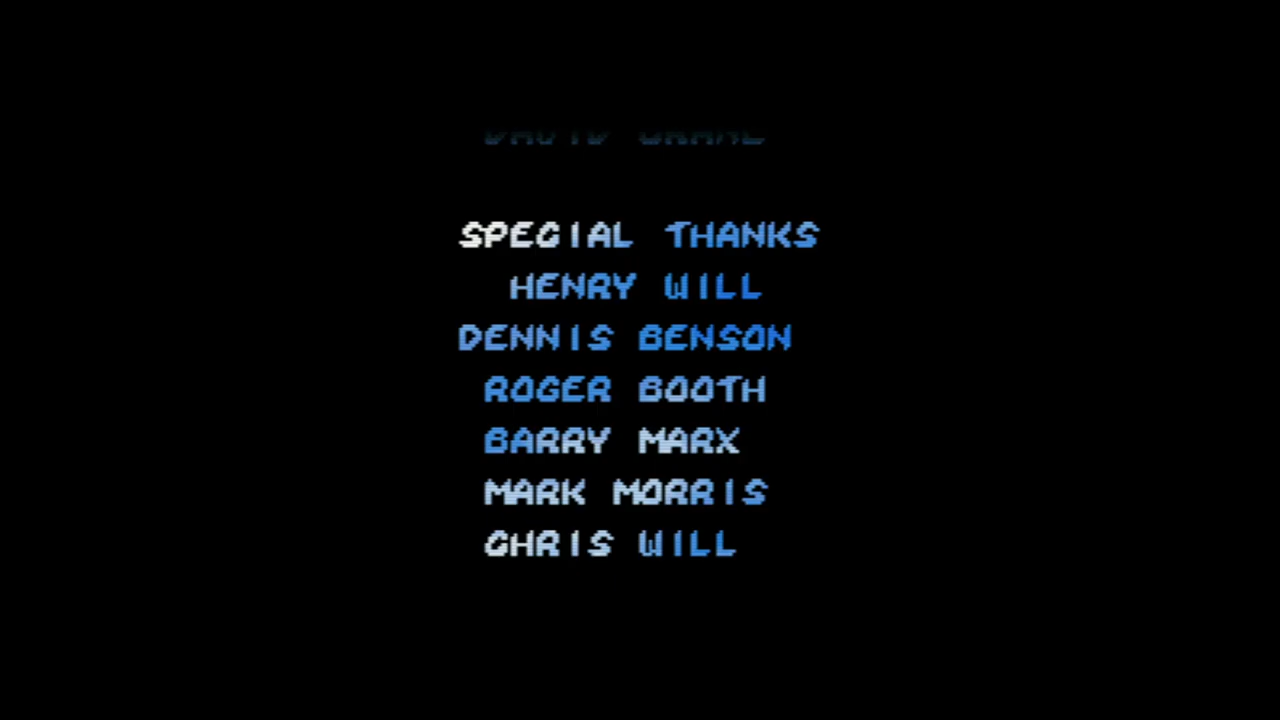 SPECIAL THANKS
HENRY WILL
DENNIS BENSON
ROGER BOOTH
BARRY MARX
MARK MORRIS
CHRIS WILL